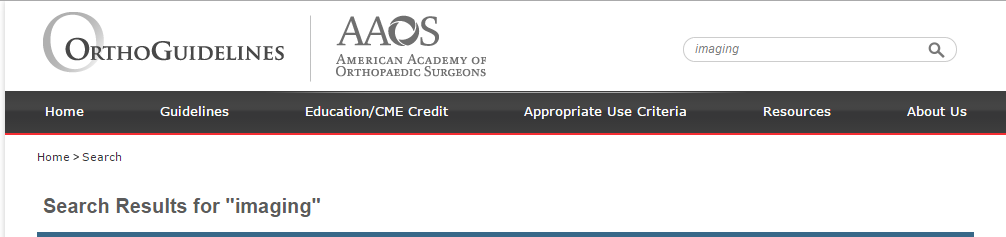 ORTHOGUIDELINES
AAOS
AMERICAN ACADEMY OF
ORTHOPAEDIC SURGEONS
imaging
Home Guidelines Education/CME Credit Appropriate Use Criteria Resources About Us
Home > Search
Search Results for "imaging"